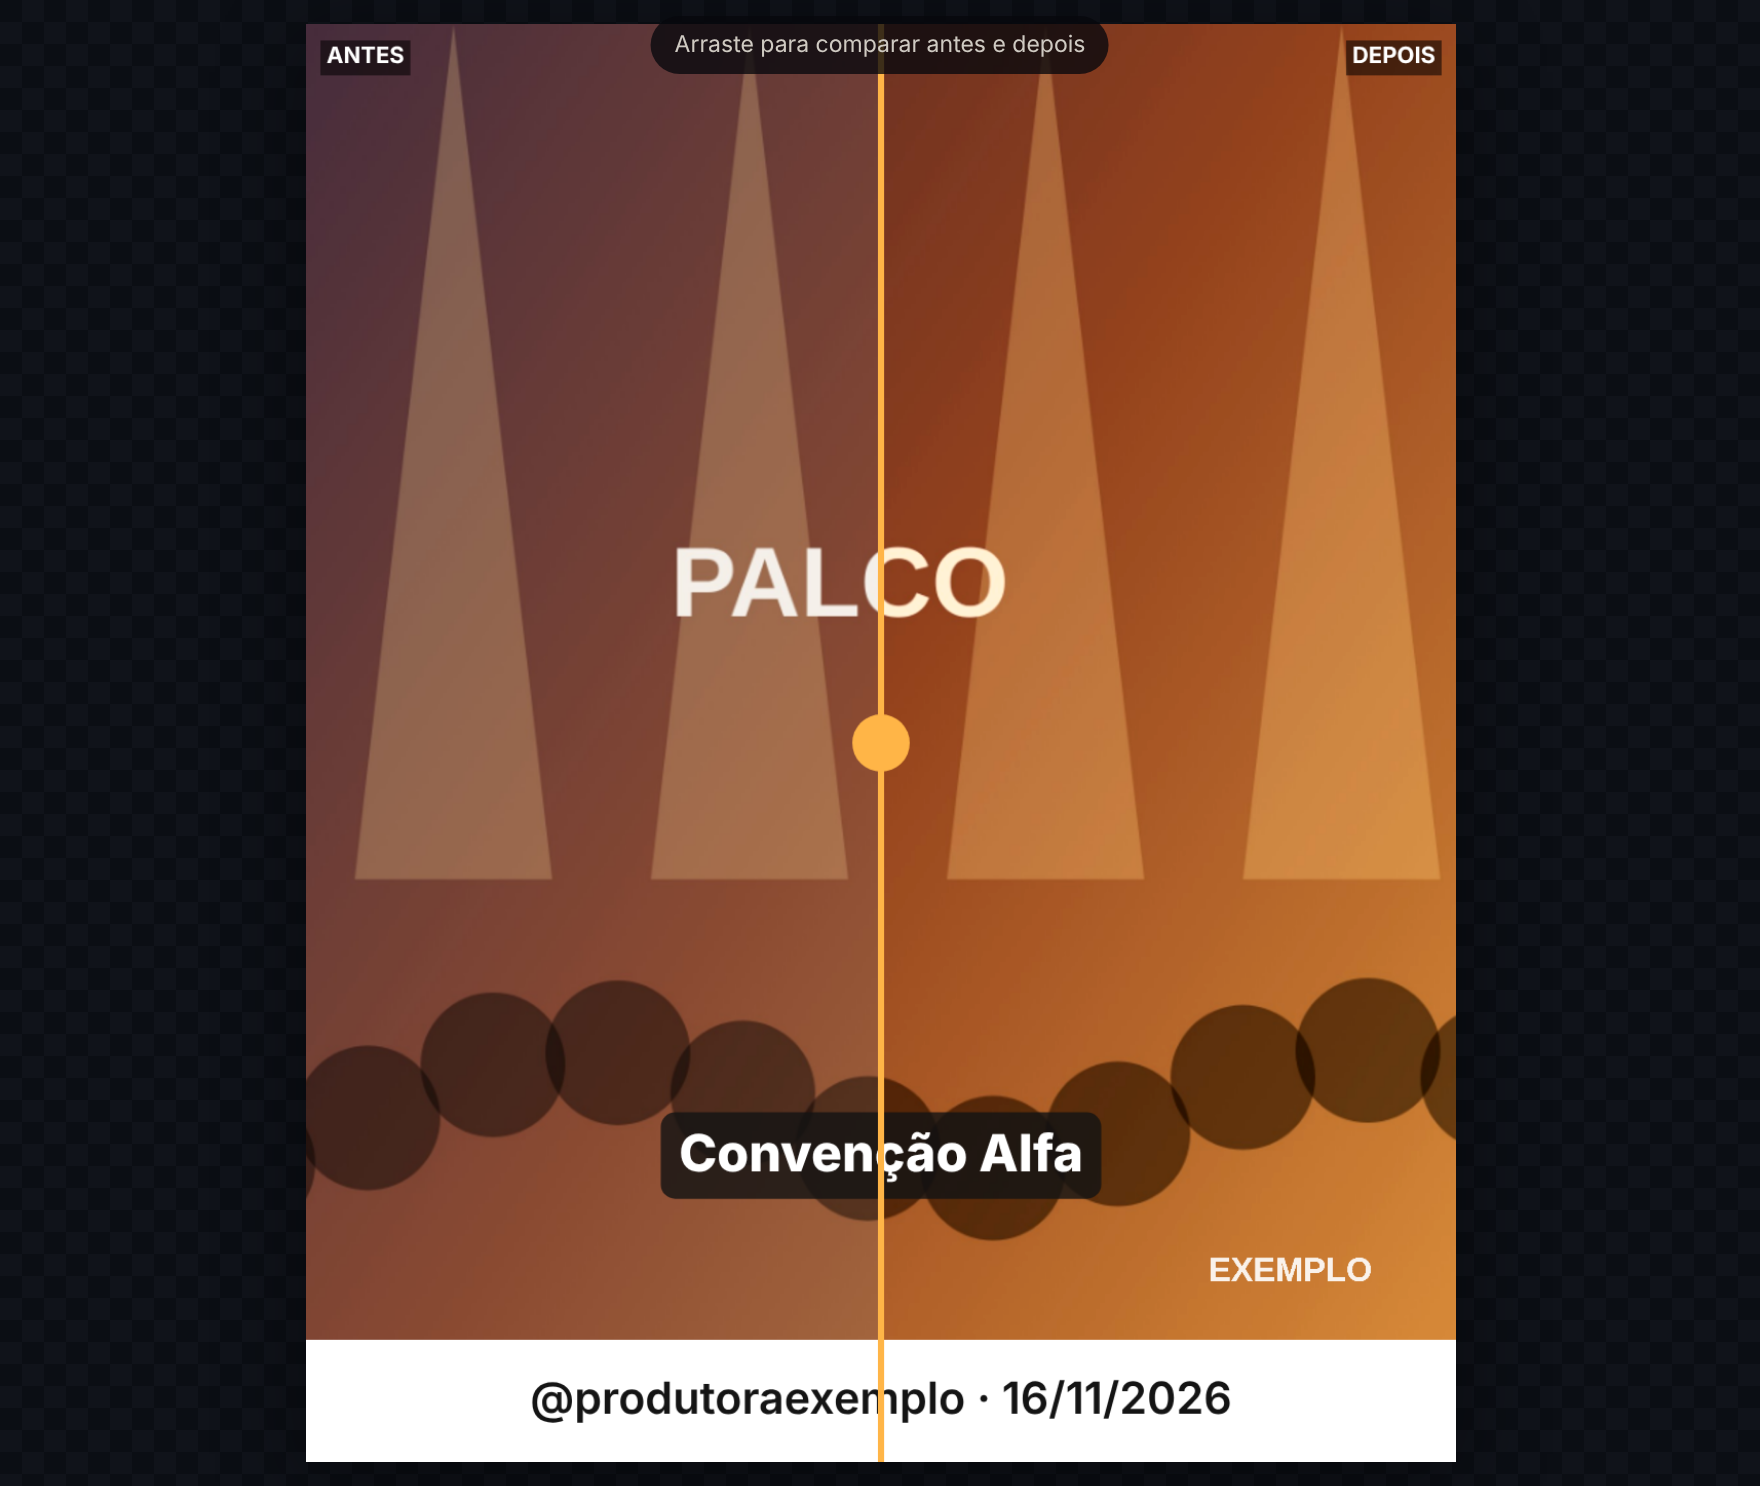 Arraste para comparar antes e depois
ANTES
DEPOIS
PALCO
Convenção Alfa
EXEMPLO
@produtoraexemplo · 16/11/2026